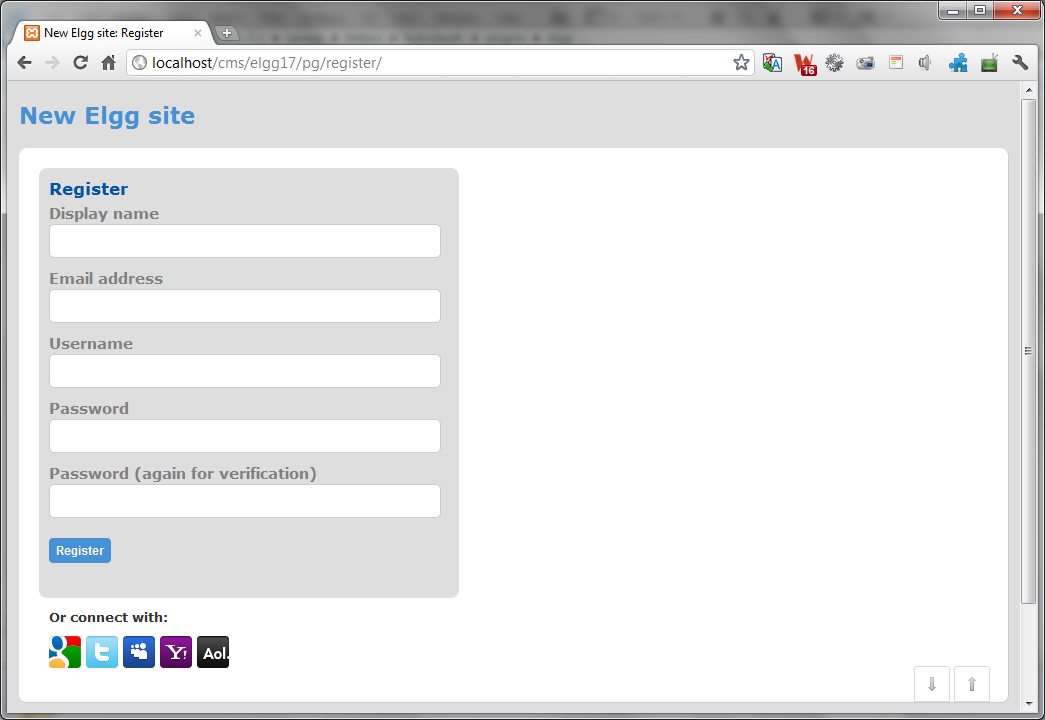 New Elgg site: Register
localhost/cms/elgg17/pg/register/
16
New Elgg site
Register
Display name
Email address
Username
Password
Password (again for verification)
Register
Or connect with:
Y! Aol.